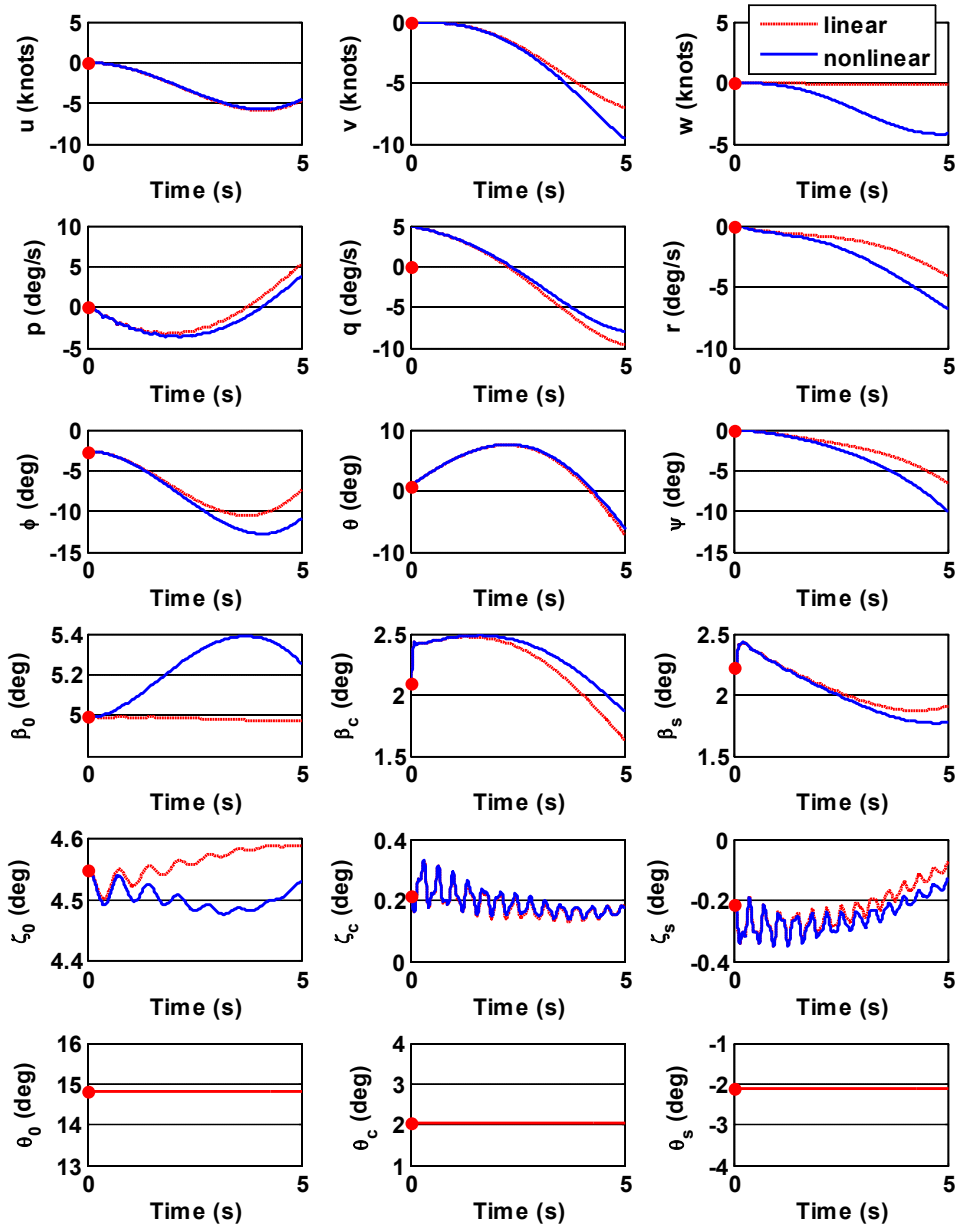 linear
nonlinear
5
0
-5
-10
u (knots)
0
5
Time (s)
0
-5
-10
v (knots)
0
5
Time (s)
5
0
-5
w (knots)
0
5
Time (s)
10
5
0
-5
p (deg/s)
0
5
Time (s)
5
0
-5
-10
q (deg/s)
0
5
Time (s)
0
-5
-10
r (deg/s)
0
5
Time (s)
0
-5
-10
-15
ϕ (deg)
0
5
Time (s)
10
0
-10
θ (deg)
0
5
Time (s)
0
-5
-10
-15
ψ (deg)
0
5
Time (s)
5.4
5.2
5
β0 (deg)
0
5
Time (s)
2.5
2
1.5
βc (deg)
0
5
Time (s)
2.5
2
1.5
βs (deg)
0
5
Time (s)
4.6
4.5
4.4
ζ0 (deg)
0
5
Time (s)
0.4
0.2
0
ζc (deg)
0
5
Time (s)
0
-0.2
-0.4
ζs (deg)
0
5
Time (s)
16
15
14
13
θ0 (deg)
0
5
Time (s)
4
3
2
1
θc (deg)
0
5
Time (s)
-1
-2
-3
-4
θs (deg)
0
5
Time (s)